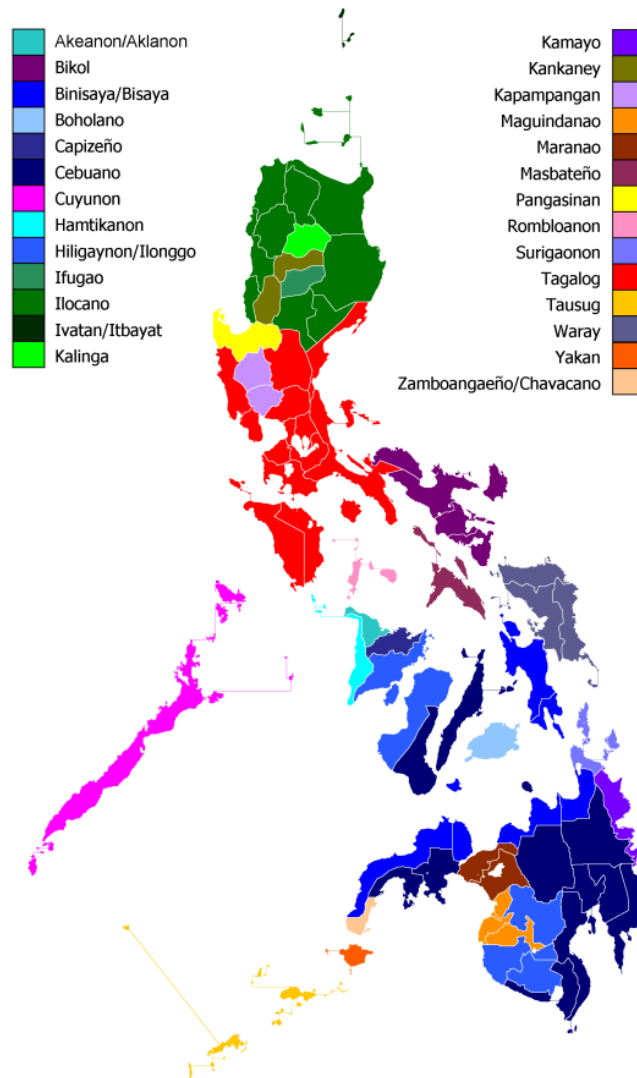 Akeanon/Aklanon
Bikol
Binisaya/Bisaya
Boholano
Capizeño
Cebuano
Cuyunon
Hamtikanon
Hiligaynon/Ilonggo
Ifugao
Ilocano
Ivatan/Itbayat
Kalinga
Kamayo
Kankaney
Kapampangan
Maguindanao
Maranao
Masbateño
Pangasinan
Rombloanon
Surigaonon
Tagalog
Tausug
Waray
Yakan
Zamboangaeño/Chavacano